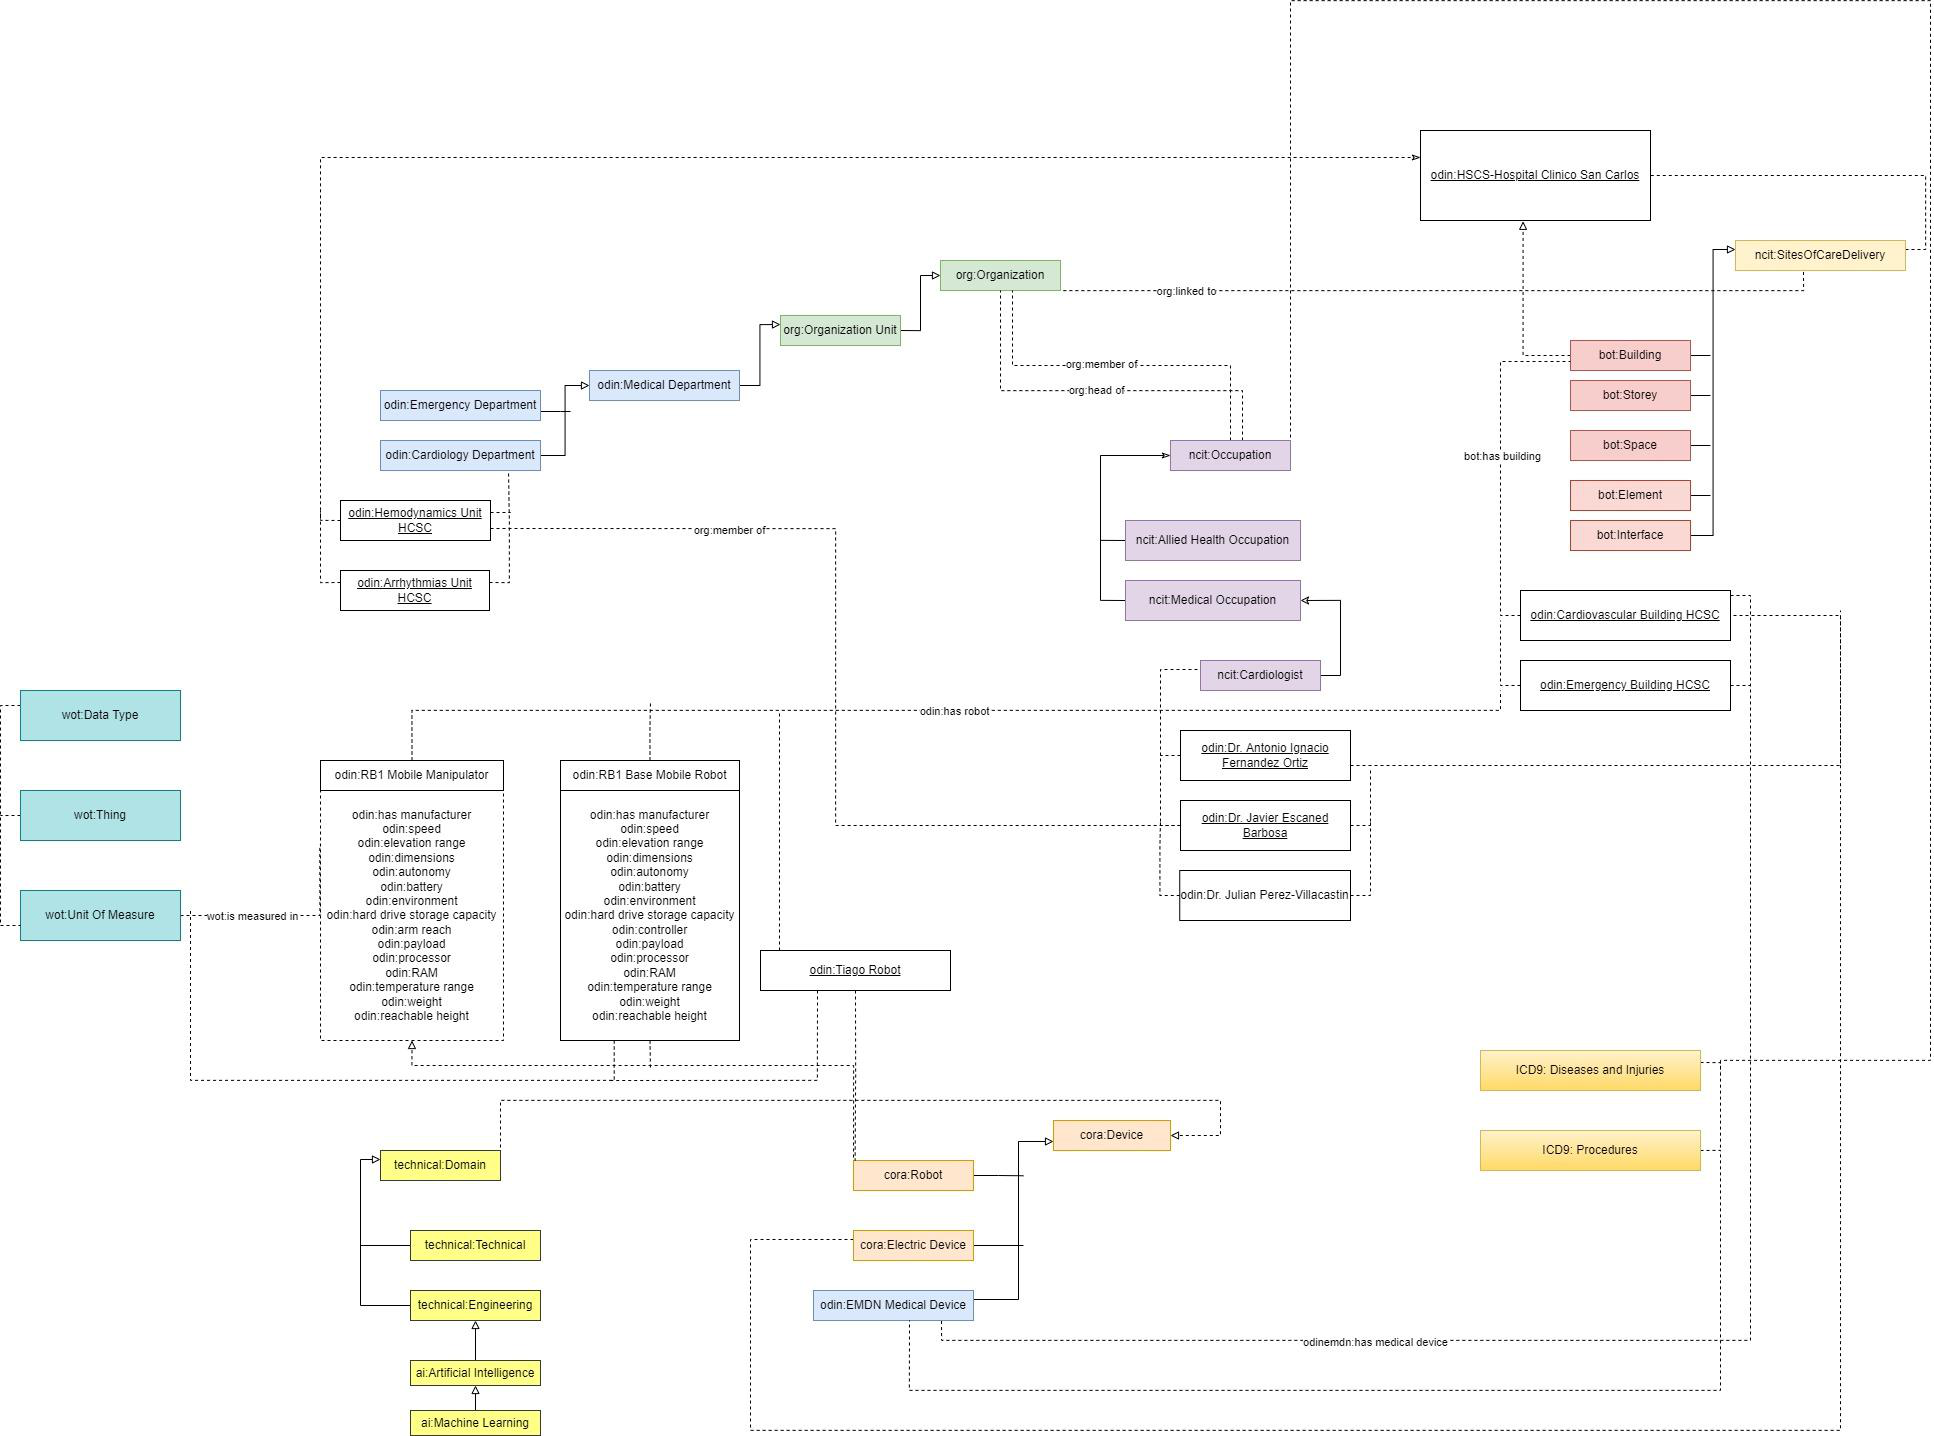 odin:HSCS-Hospital Clinico San Carlos
ncit:SitesOfCareDelivery
org:Organization
org:linked to
org:Organization Unit
bot:Building
org:member of
odin:Medical Department
org:head of
bot:Storey
odin:Emergency Department
bot:Space
odin:Cardiology Department
ncit:Occupation
bot:has building
bot:Element
odin:Hemodynamics Unit
HCSC
org:member of
bot:Interface
ncit:Allied Health Occupation
odin:Arrhythmias Unit
HCSC
ncit:Medical Occupation
odin:Cardiovascular Building HCSC
ncit:Cardiologist
odin:Emergency Building HCSC
wot:Data Type
odin:has robot
odin:Dr. Antonio Ignacio
Fernandez Ortiz
wot:Thing
odin:Dr. Javier Escaned
Barbosa
odin:Dr. Julian Perez-Villacastin
wot:Unit Of Measure
wot:is measured in
odin:RB1 Mobile Manipulator
odin:has manufacturer
odin:speed
odin:elevation range
odin:dimensions
odin:autonomy
odin:battery
odin:environment
odin:hard drive storage capacity
odin:arm reach
odin:payload
odin:processor
odin:RAM
odin:temperature range
odin:weight
odin:reachable height
odin:RB1 Base Mobile Robot
odin:has manufacturer
odin:speed
odin:elevation range
odin:dimensions
odin:autonomy
odin:battery
odin:environment
odin:hard drive storage capacity
odin:controller
odin:payload
odin:processor
odin:RAM
odin:temperature range
odin:weight
odin:reachable height
odin:Tiago Robot
ICD9: Diseases and Injuries
cora:Device
ICD9: Procedures
technical:Domain
cora:Robot
technical:Technical
cora:Electric Device
technical:Engineering
odin:EMDN Medical Device
odinemdn:has medical device
ai:Artificial Intelligence
ai:Machine Learning